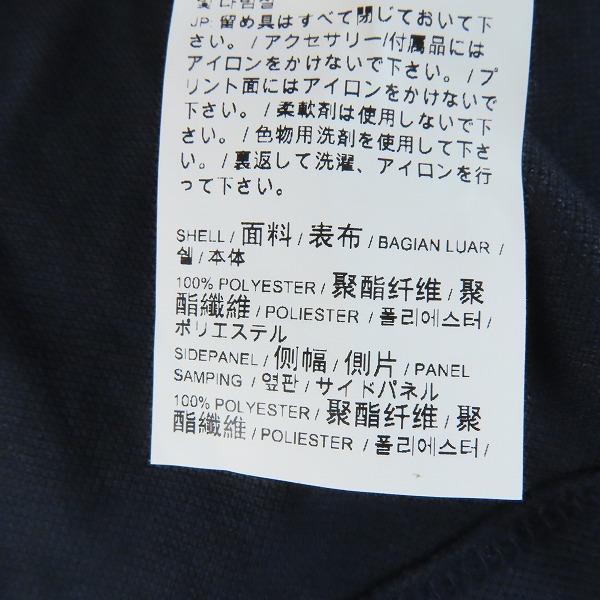 및 다림질
JP: 留め具はすべて閉じておいて下
さい。/ アクセサリー/付属品には
アイロンをかけないで下さい。/ プ
リント面にはアイロンをかけないで
下さい。/ 柔軟剤は使用しないで下
さい。/ 色物用洗剤を使用して下さ
い。/ 裏返して洗濯、アイロンを行
って下さい。
SHELL / 面料 / 表布 / BAGIAN LUAR /
쉘 / 本体
100% POLYESTER / 聚酯纤维 / 聚
酯纖維 / POLIESTER / 폴리에스터 /
ポリエステル
SIDEPANEL / 侧幅 / 側片 / PANEL
SAMPING / 옆판 / サイドパネル
100% POLYESTER / 聚酯纤维 / 聚
酯纖維 / POLIESTER / 폴리에스터 /